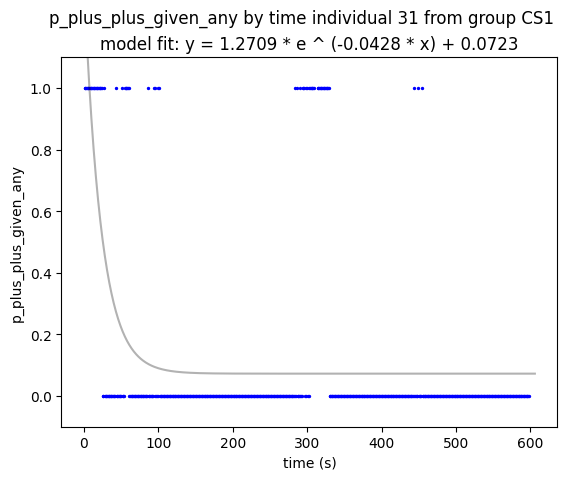 p_plus_plus_given_any by time individual 31 from group CS1
model fit: y = 1.2709 * e ^ (-0.0428 * x) + 0.0723
1.0
0.8
0.6
0.4
0.2
0.0
p_plus_plus_given_any
0 100 200 300 400 500 600
time (s)